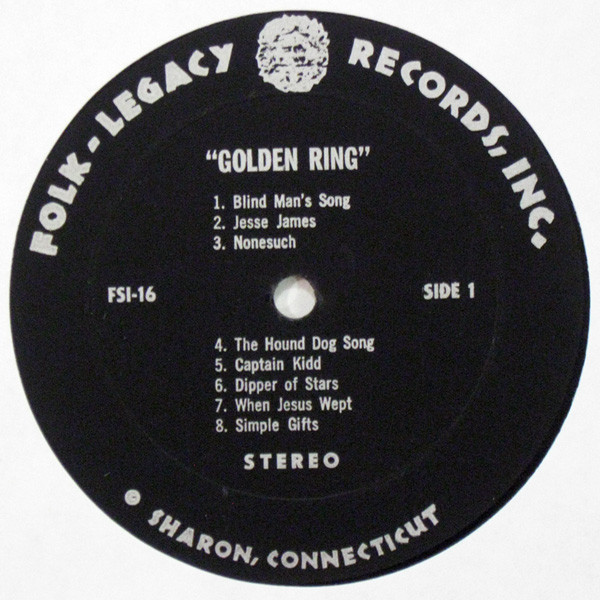 FOLK-LEGACY RECORDS, INC.
"GOLDEN RING"
1. Blind Man's Song
2. Jesse James
3. Nonesuch
FSI-16
SIDE 1
4. The Hound Dog Song
5. Captain Kidd
6. Dipper of Stars
7. When Jesus Wept
8. Simple Gifts
STEREO
© SHARON, CONNECTICUT